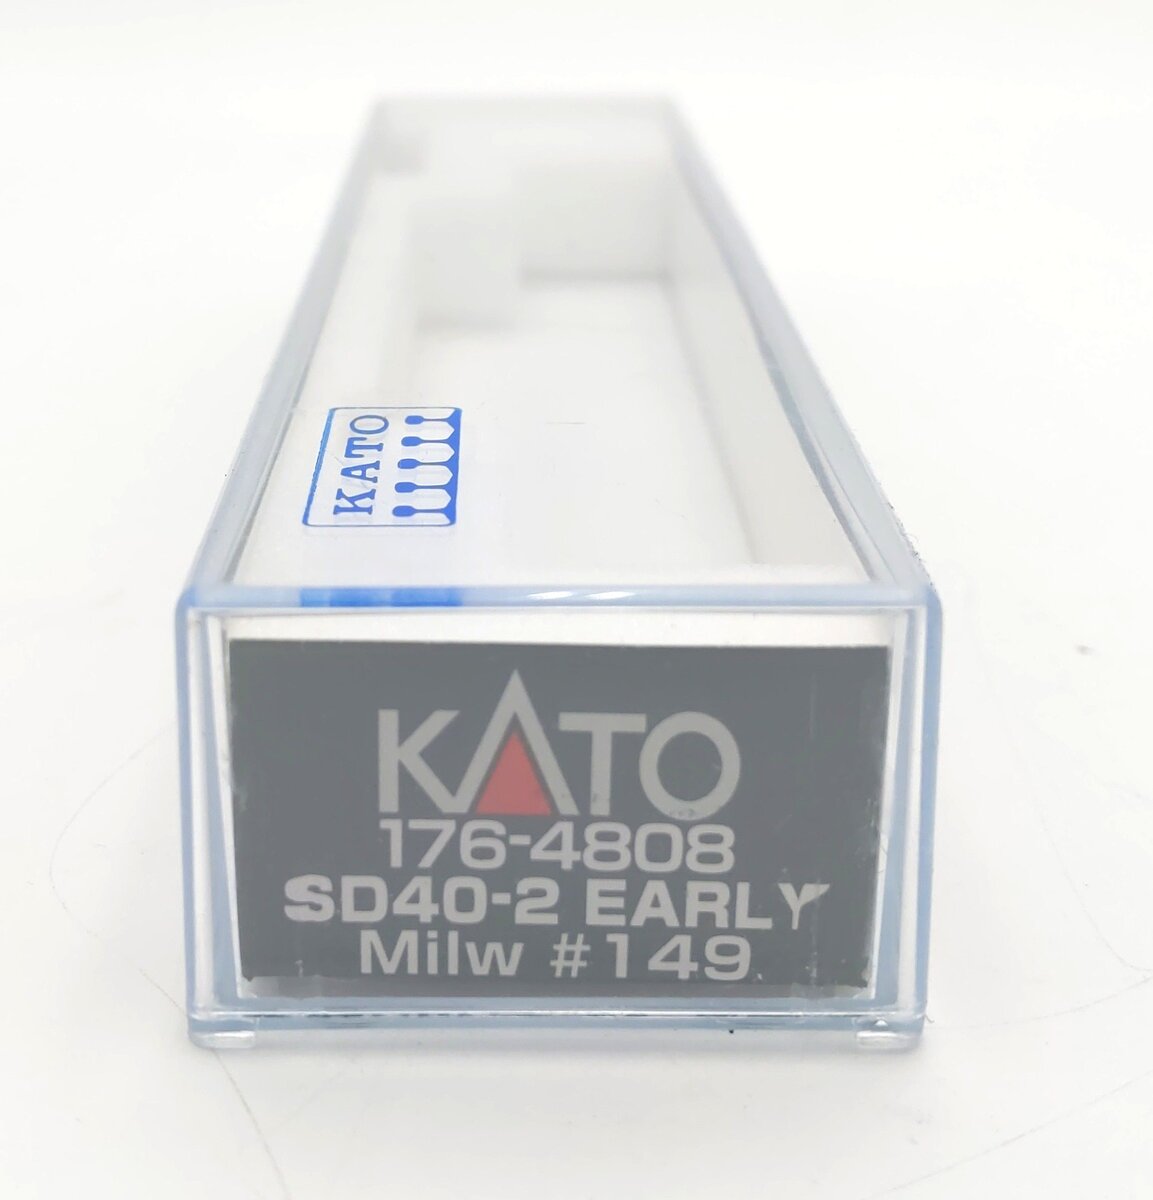 KATO
KATO
176-4808
SD40-2 EARLY
Milw #149